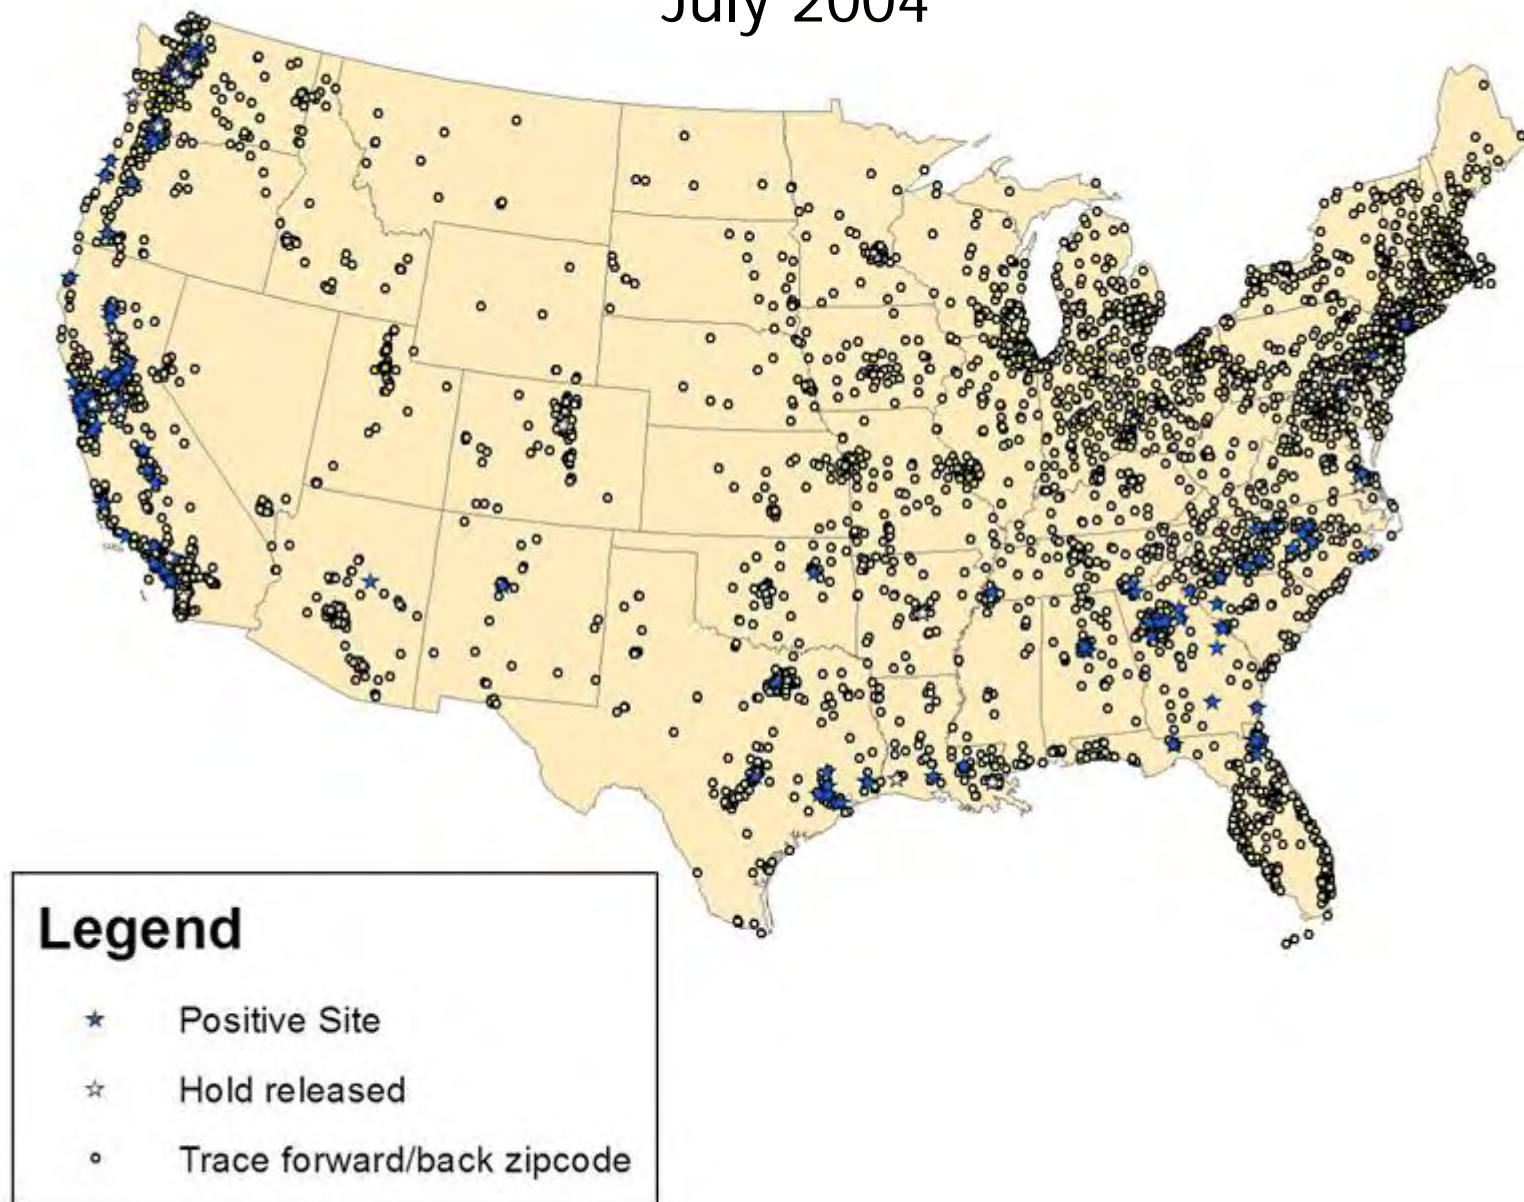 July 2004
Legend
Positive Site
Hold released
Trace forward/back zipcode